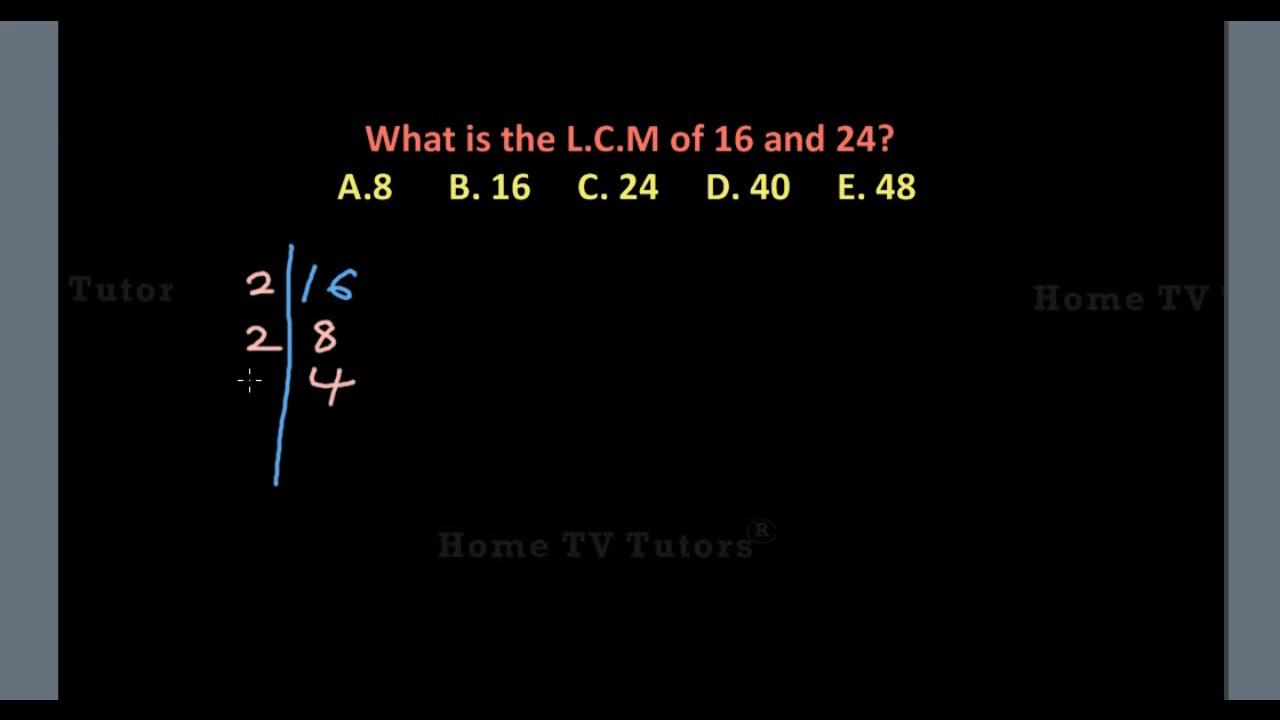 What is the L.C.M of 16 and 24?
A.8 B. 16 C. 24 D. 40 E. 48
2 16
Tutor
Home TV
2 8
4
Home TV Tutors®